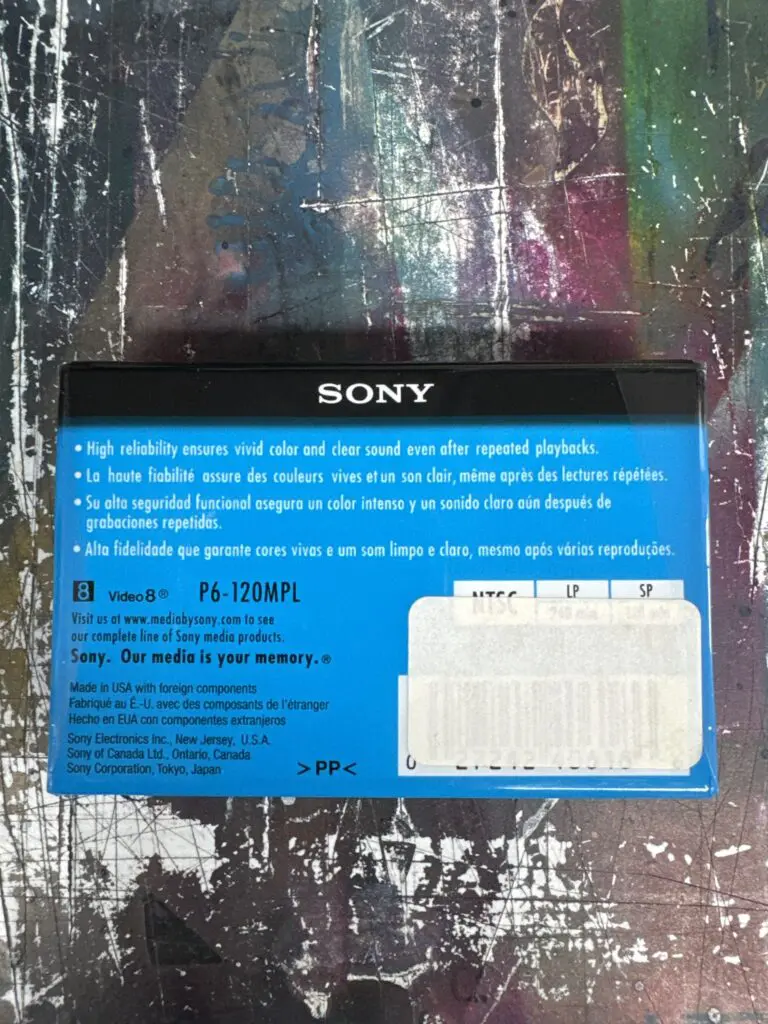 SONY
• High reliability ensures vivid color and clear sound even after repeated playbacks.
• La haute fiabilité assure des couleurs vives et un son clair, même après des lectures répétées.
• Su alta seguridad funcional asegura un color intenso y un sonido claro aún después de
grabaciones repetidas.
• Alta fidelidade que garante cores vivas e um som limpo e claro, mesmo após várias reproduções.
8 Video8® P6-120MPL
NTSC LP SP
Visit us at www.mediabysony.com to see
our complete line of Sony media products.
Sony. Our media is your memory.®
Made in USA with foreign components
Fabriqué au É.-U. avec des composants de l'étranger
Hecho en EUA con componentes extranjeros
Sony Electronics Inc., New Jersey, U.S.A.
Sony of Canada Ltd., Ontario, Canada
Sony Corporation, Tokyo, Japan
>PP<
0